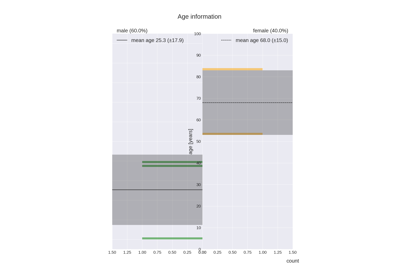 Age information
male (60.0%)
female (40.0%)
mean age 25.3 (±17.9)
mean age 68.0 (±15.0)
age [years]
100
90
80
70
60
50
40
30
20
10
0
1.50 1.25 1.00 0.75 0.50 0.25
0.00 0.25 0.50 0.75 1.00 1.25 1.50
count